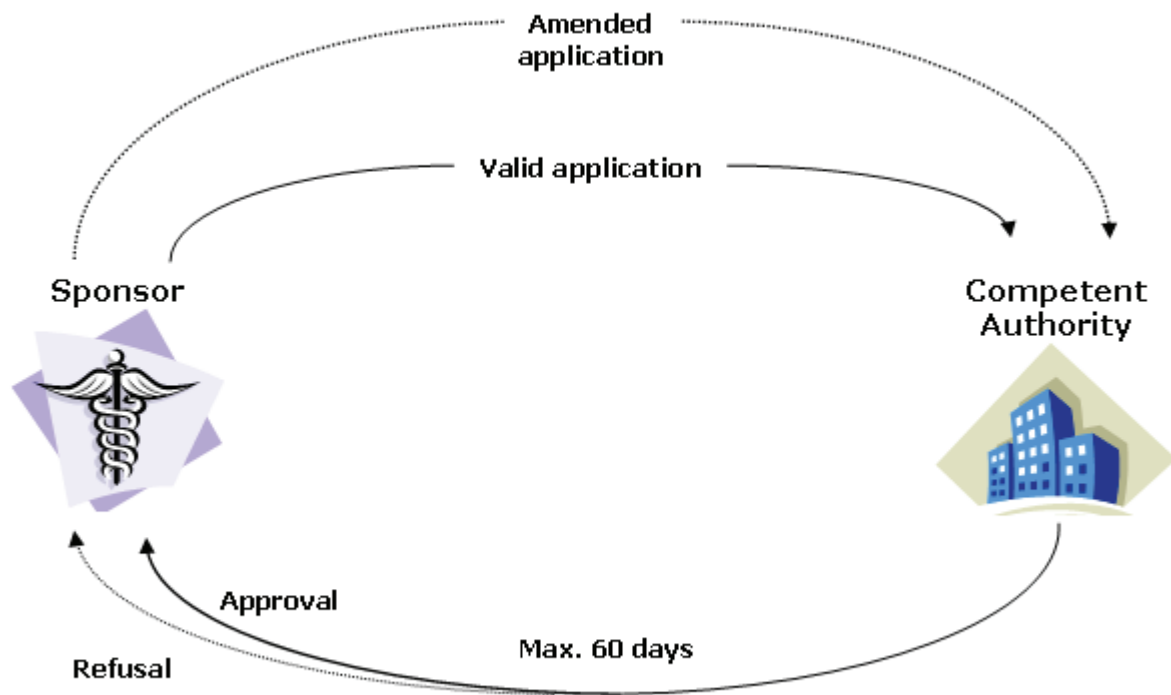 Amended
application
Valid application
Sponsor
Competent
Authority
Approval
Max. 60 days
Refusal